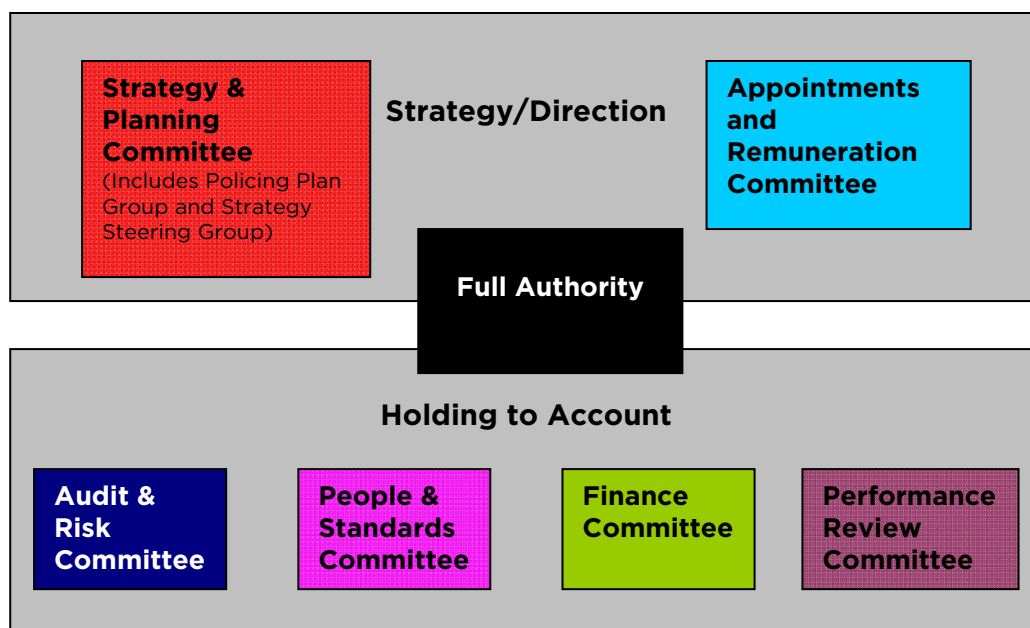 Strategy &
Planning
Committee
(Includes Policing Plan
Group and Strategy
Steering Group)
Strategy/Direction
Appointments
and
Remuneration
Committee
Full Authority
Holding to Account
Audit &
Risk
Committee
People &
Standards
Committee
Finance
Committee
Performance
Review
Committee